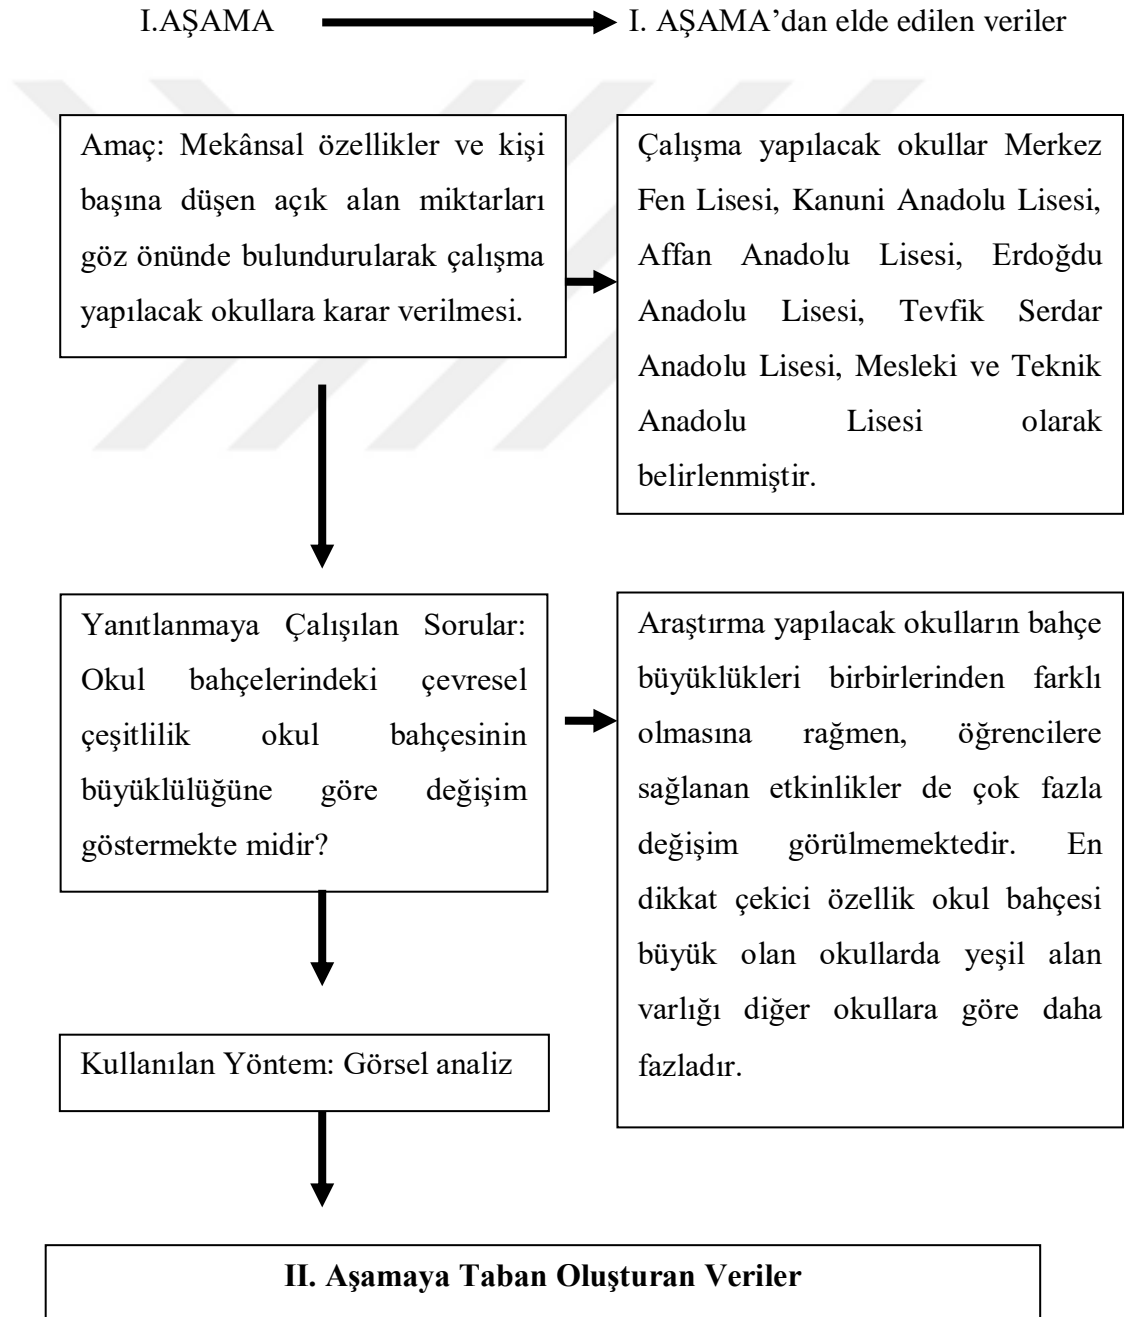 I.AŞAMA
I. AŞAMA’dan elde edilen veriler
Amaç: Mekânsal özellikler ve kişi
başına düşen açık alan miktarları
göz önünde bulundurularak çalışma
yapılacak okullara karar verilmesi.
Çalışma yapılacak okullar Merkez
Fen Lisesi, Kanuni Anadolu Lisesi,
Affan Anadolu Lisesi, Erdoğdu
Anadolu Lisesi, Tevfik Serdar
Anadolu Lisesi, Mesleki ve Teknik
Anadolu Lisesi olarak
belirlenmiştir.
Yanıtlanmaya Çalışılan Sorular:
Okul bahçelerindeki çevresel
çeşitlilik okul bahçesinin
büyüklülüğüne göre değişim
göstermekte midir?
Araştırma yapılacak okulların bahçe
büyüklükleri birbirlerinden farklı
olmasına rağmen, öğrencilere
sağlanan etkinlikler de çok fazla
değişim görülmemektedir. En
dikkat çekici özellik okul bahçesi
büyük olan okullarda yeşil alan
varlığı diğer okullara göre daha
fazladır.
Kullanılan Yöntem: Görsel analiz
II. Aşamaya Taban Oluşturan Veriler